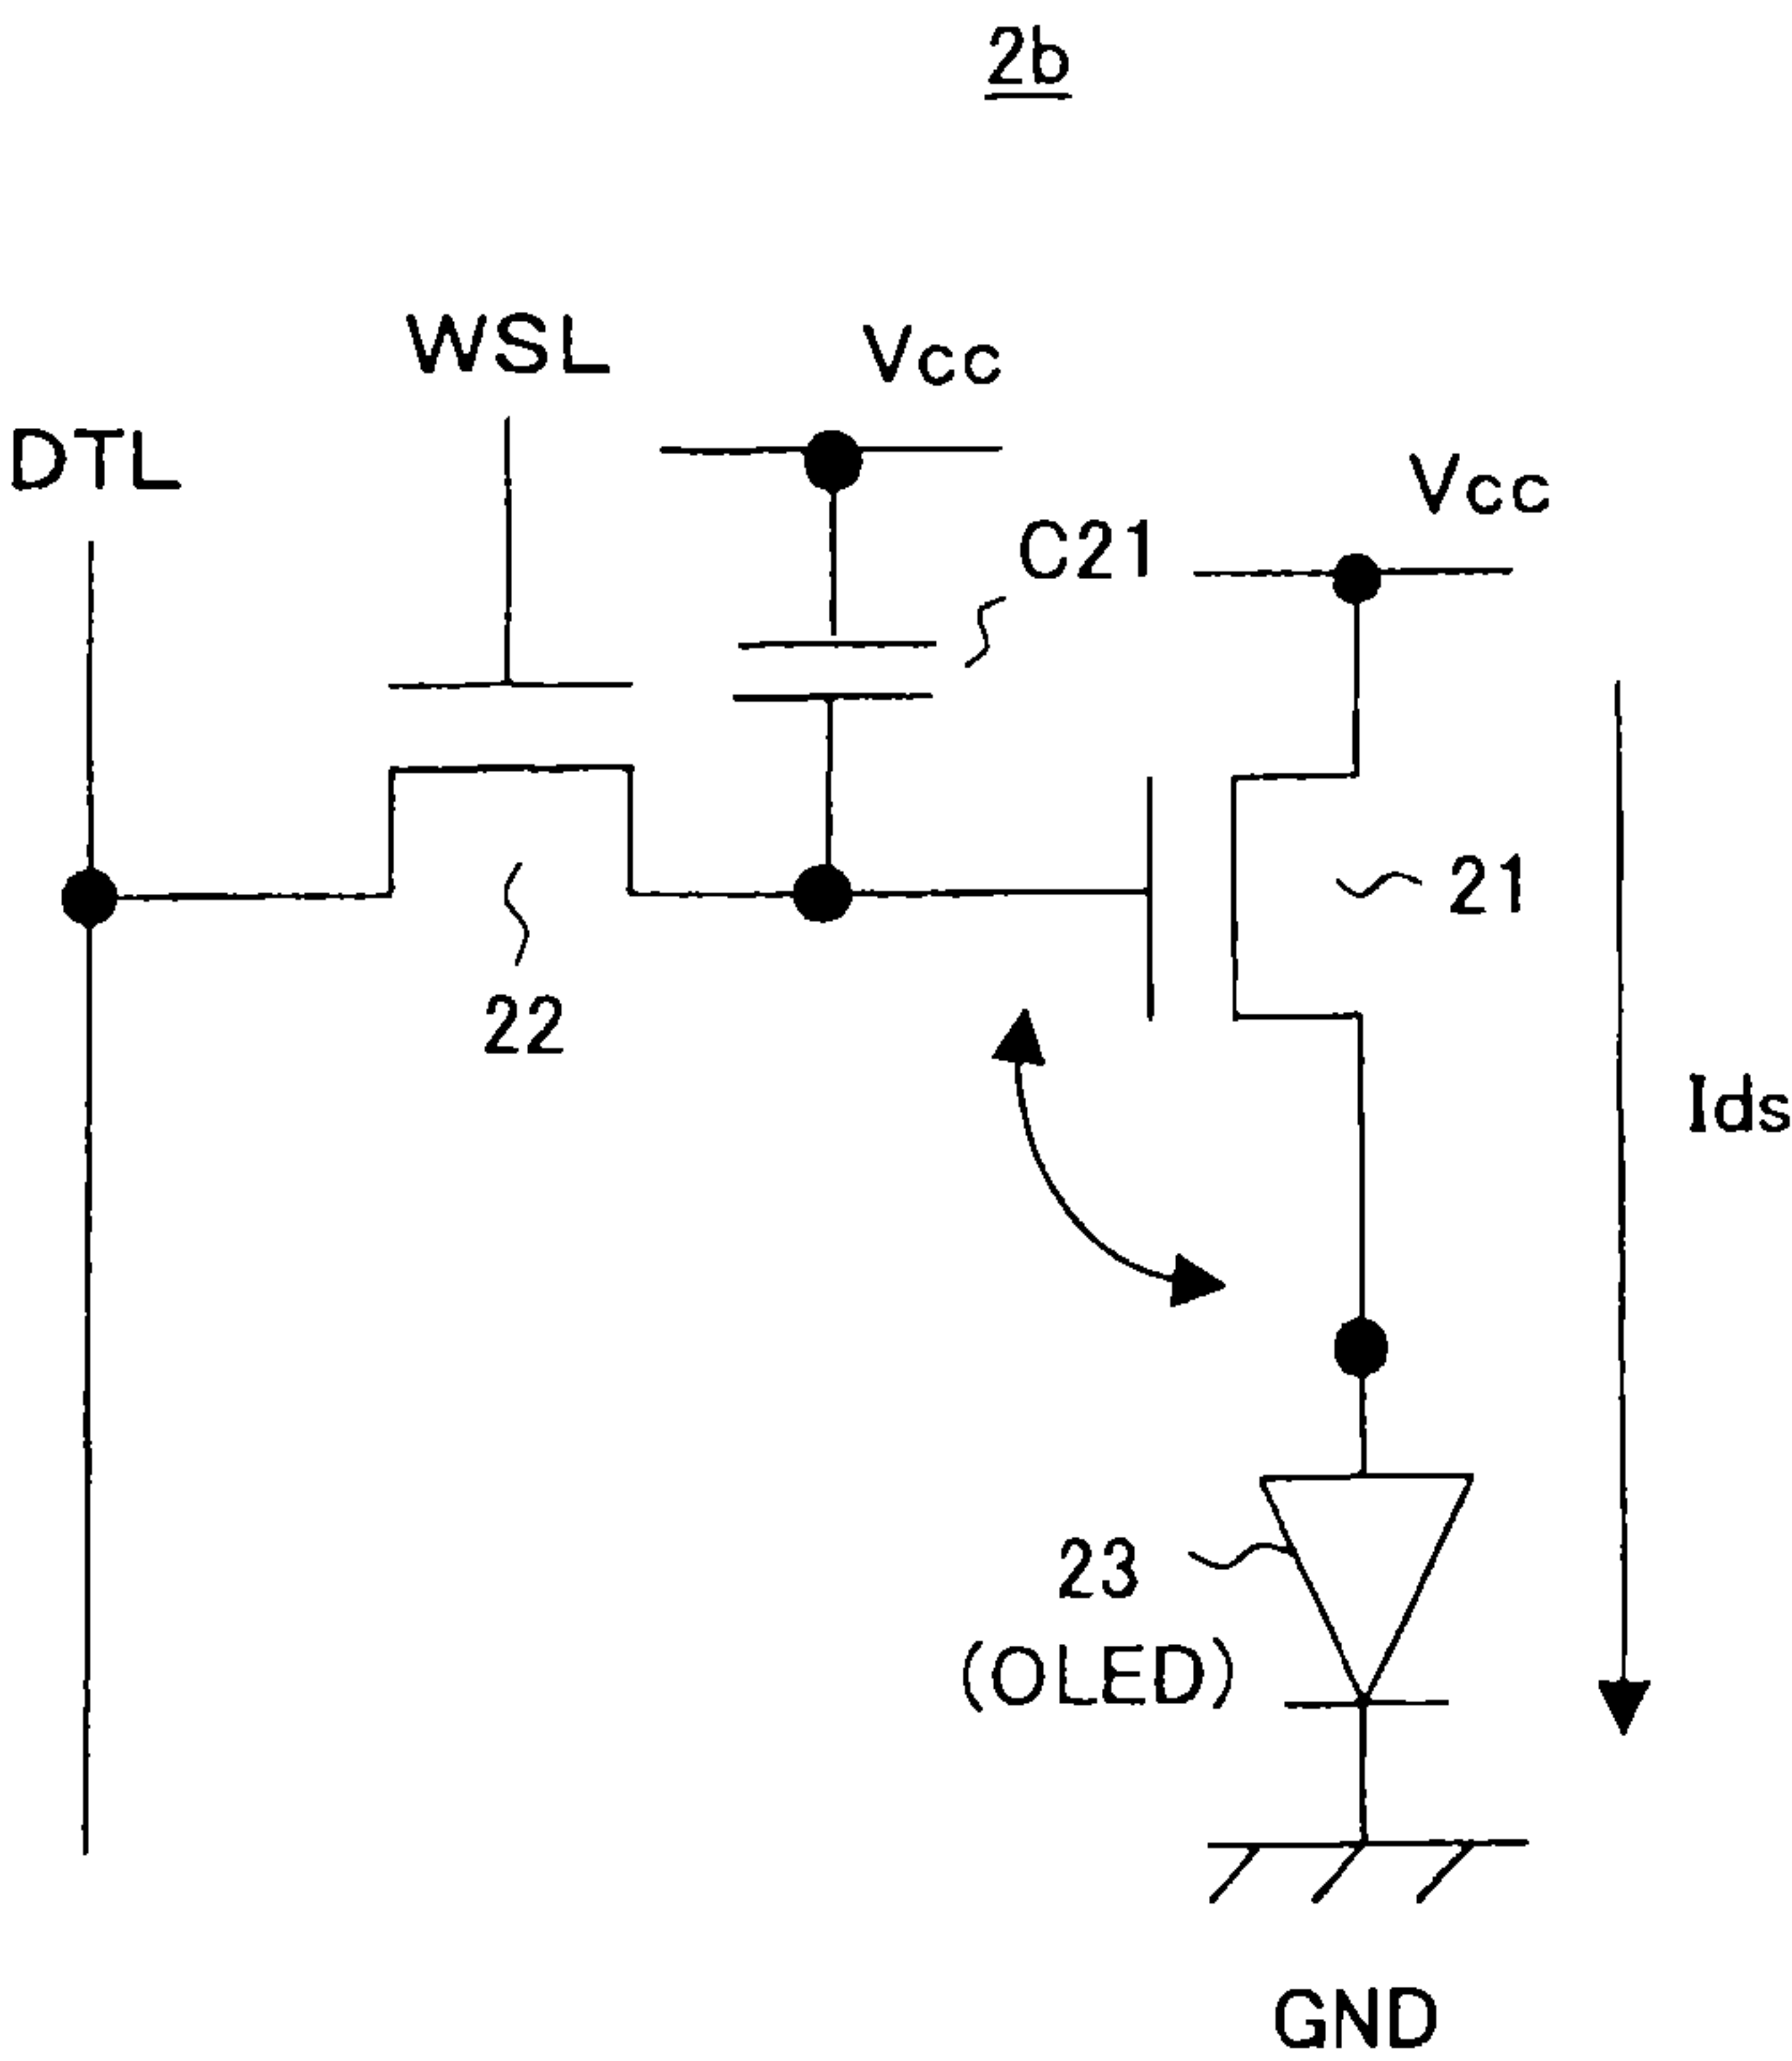 2b
WSL
Vcc
DTL
Vcc
C21
21
22
Ids
23
(OLED)
GND